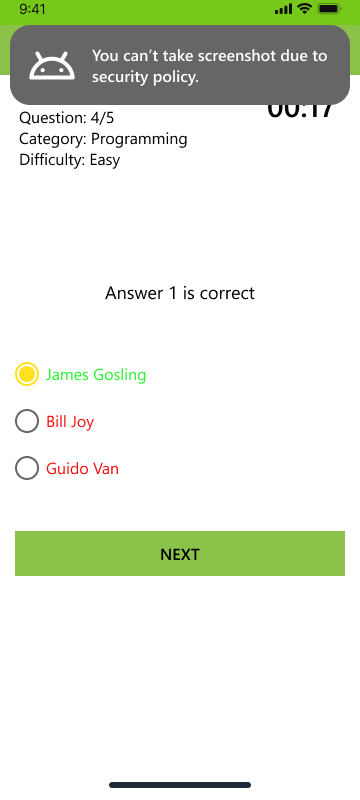 9:41
You can't take screenshot due to
security policy.
00:17
Question: 4/5
Category: Programming
Difficulty: Easy
Answer 1 is correct
James Gosling
Bill Joy
Guido Van
NEXT